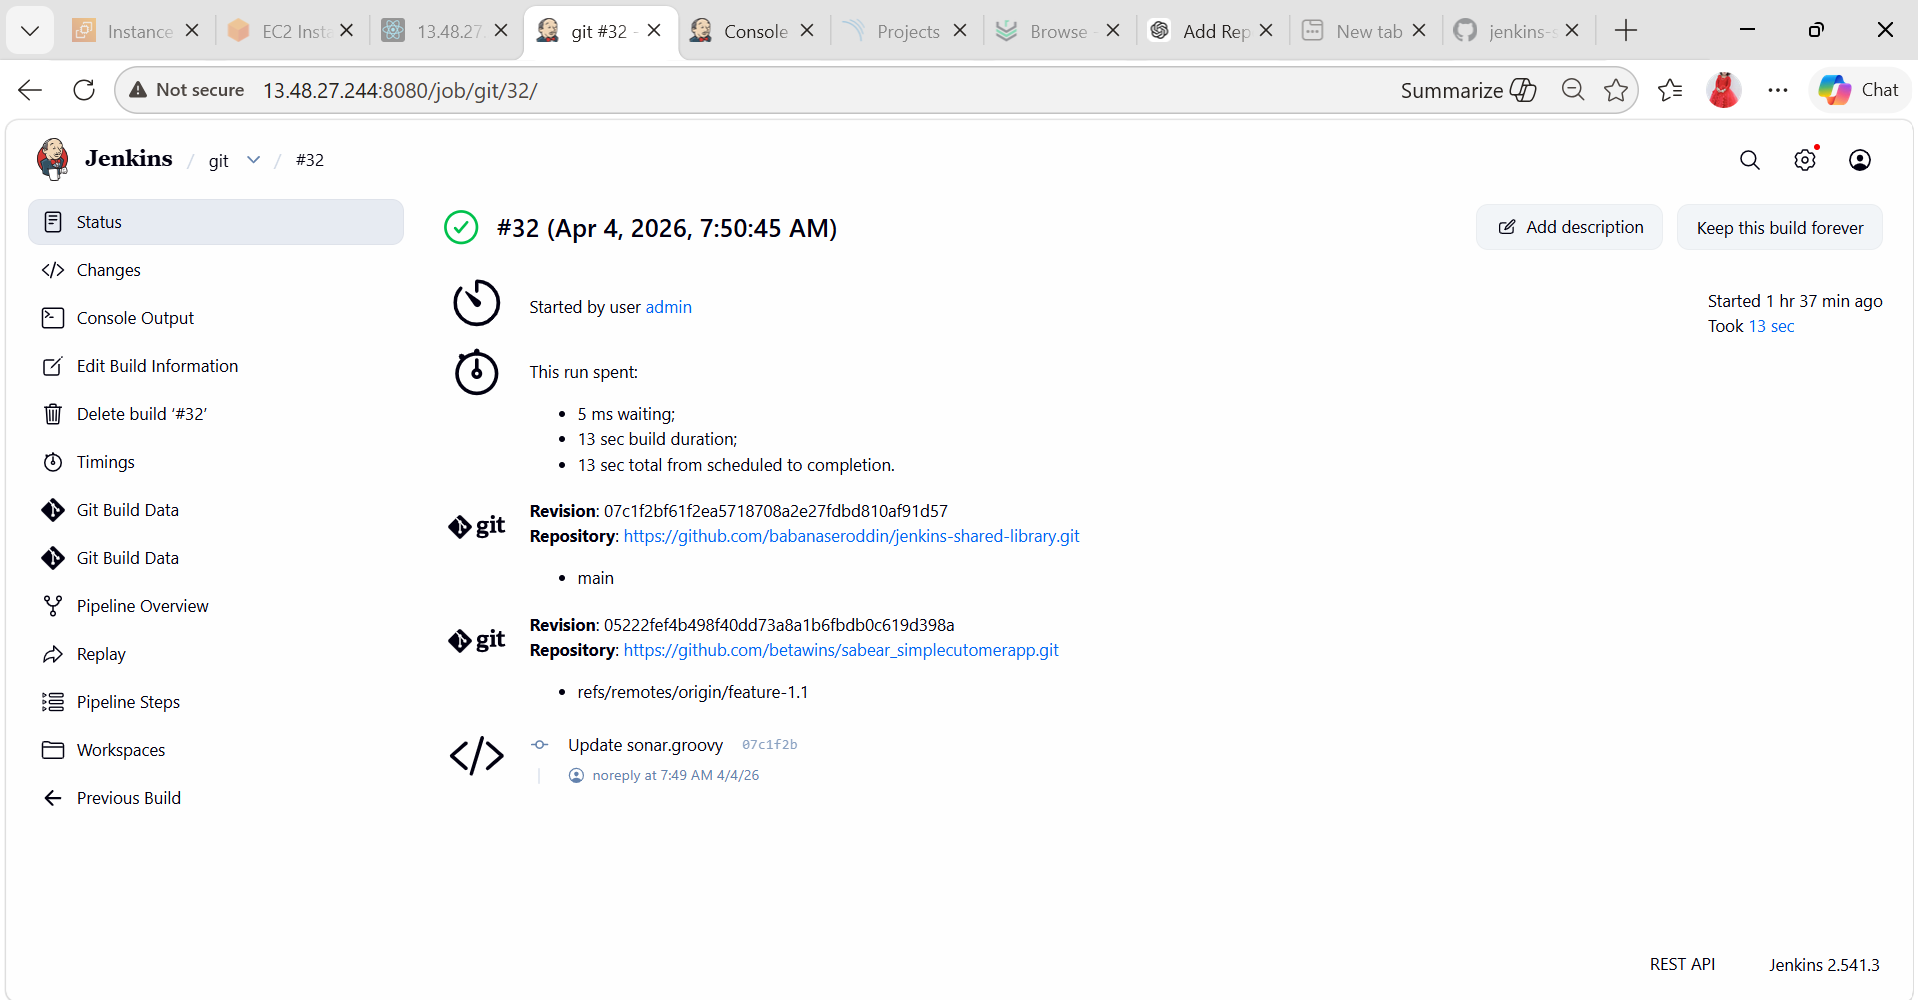 Instance
EC2 Insta
13.48.27.
git #32 -
Console
Projects
Browse -
Add Rep
New tab
jenkins-s
Not secure 13.48.27.244:8080/job/git/32/
Summarize
Chat
Jenkins / git / #32
Status
Changes
Console Output
Edit Build Information
Delete build ‘#32’
Timings
Git Build Data
Git Build Data
Pipeline Overview
Replay
Pipeline Steps
Workspaces
Previous Build
#32 (Apr 4, 2026, 7:50:45 AM)
Add description
Keep this build forever
Started by user admin
Started 1 hr 37 min ago
Took 13 sec
This run spent:
• 5 ms waiting;
• 13 sec build duration;
• 13 sec total from scheduled to completion.
git
Revision: 07c1f2bf61f2ea5718708a2e27fdbd810af91d57
Repository: https://github.com/babanaseroddin/jenkins-shared-library.git
• main
git
Revision: 05222fef4b498f40dd73a8a1b6fbdb0c619d398a
Repository: https://github.com/betawins/sabear_simplecutomerapp.git
• refs/remotes/origin/feature-1.1
Update sonar.groovy 07c1f2b
noreply at 7:49 AM 4/4/26
REST API
Jenkins 2.541.3